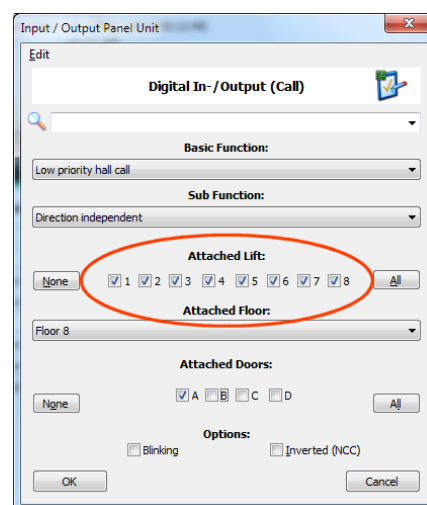 Input / Output Panel Unit
Edit
Digital In-/Output (Call)
Basic Function:
Low priority hall call
Sub Function:
Direction independent
Attached Lift:
None 1 2 3 4 5 6 7 8 All
Attached Floor:
Floor 8
Attached Doors:
None A B C D All
Options:
Blinking Inverted (NCC)
OK Cancel